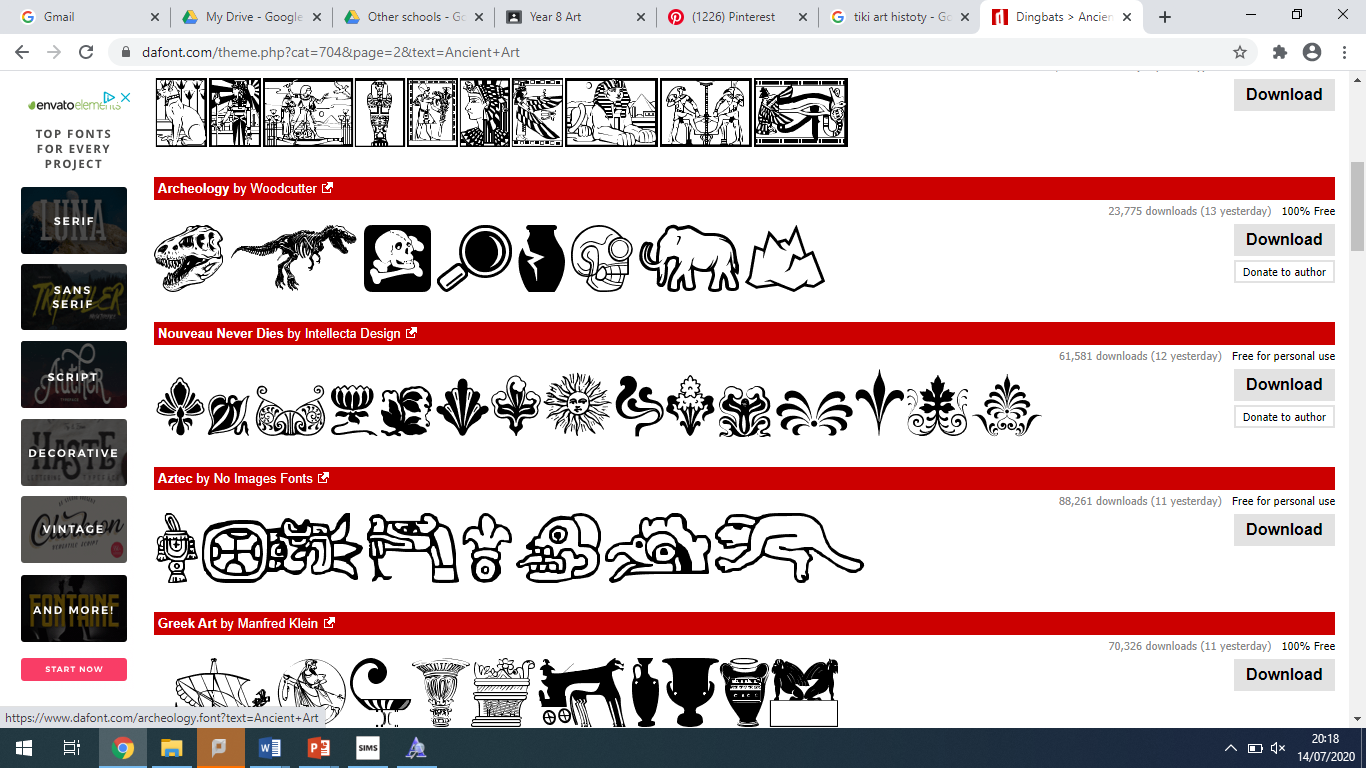 Gmail
My Drive - Google
Other schools - Go
Year 8 Art
(1226) Pinterest
tiki art histoty - Go
Dingbats > Ancien
dafont.com/theme.php?cat=704&page=2&text=Ancient+Art
envatoelements
TOP FONTS
FOR EVERY
PROJECT
LUNA
SERIF
SANS
SERIF
SCRIPT
HASTE
DECORATIVE
VINTAGE
FONTAINE
AND MORE!
START NOW
Download
Archeology by Woodcutter
23,775 downloads (13 yesterday) 100% Free
Download
Donate to author
Nouveau Never Dies by Intellecta Design
61,581 downloads (12 yesterday) Free for personal use
Download
Donate to author
Aztec by No Images Fonts
88,261 downloads (11 yesterday) Free for personal use
Download
Greek Art by Manfred Klein
70,326 downloads (11 yesterday) 100% Free
Download
https://www.dafont.com/archeology.font?text=Ancient+Art
SIMS
20:18
14/07/2020